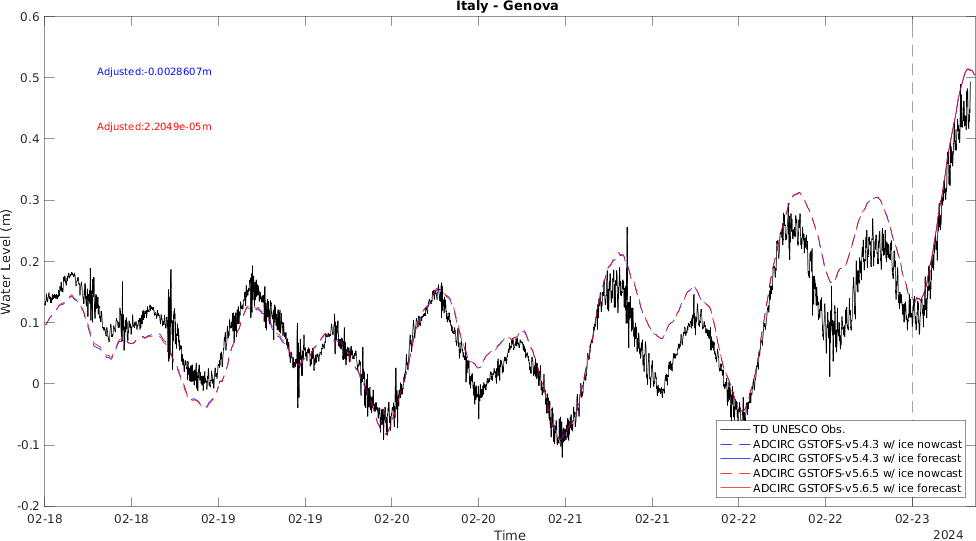 Italy - Genova
0.6
0.5
0.4
0.3
0.2
0.1
0
-0.1
-0.2
Water Level (m)
Adjusted:-0.0028607m
Adjusted:2.2049e-05m
TD UNESCO Obs.
ADCIRC GSTOFS-v5.4.3 w/ ice nowcast
ADCIRC GSTOFS-v5.4.3 w/ ice forecast
ADCIRC GSTOFS-v5.6.5 w/ ice nowcast
ADCIRC GSTOFS-v5.6.5 w/ ice forecast
02-18 02-18 02-19 02-19 02-20 02-20 02-21 02-21 02-22 02-22 02-23
2024
Time